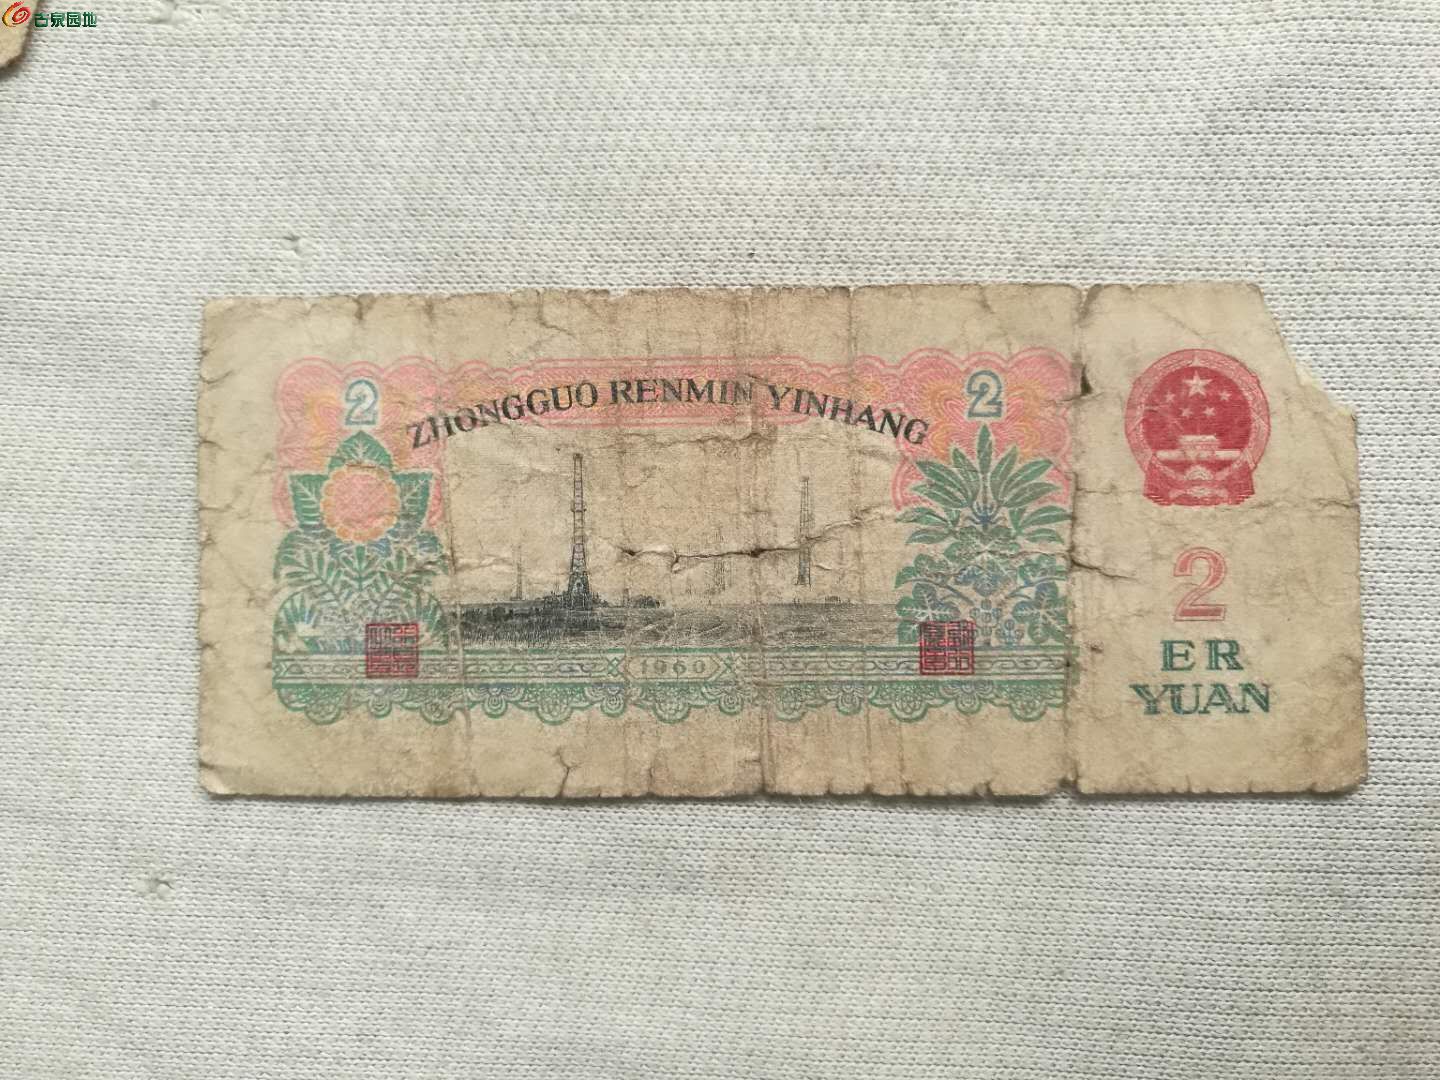 古泉园地
2
2
ZHONGGUO RENMIN YINHANG
1960
2
ER
YUAN